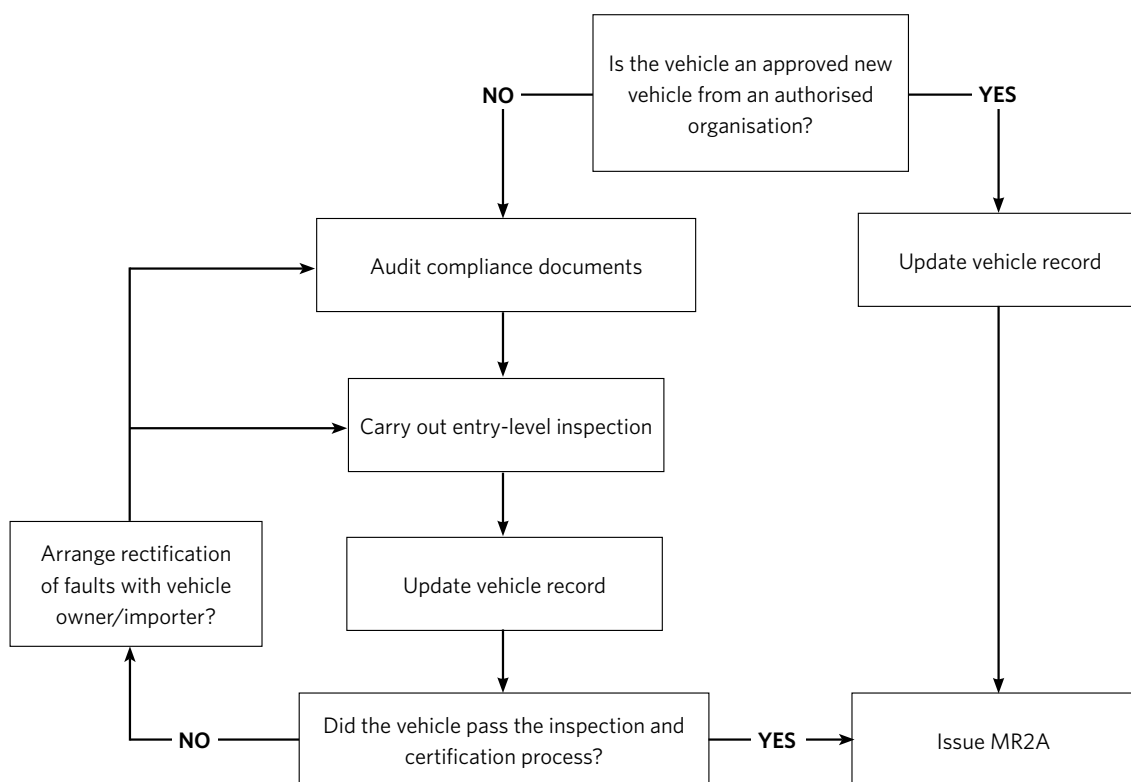 Is the vehicle an approved new
vehicle from an authorised
organisation?
NO
YES
Audit compliance documents
Update vehicle record
Carry out entry-level inspection
Arrange rectification
of faults with vehicle
owner/importer?
Update vehicle record
Did the vehicle pass the inspection and
certification process?
NO
YES
Issue MR2A